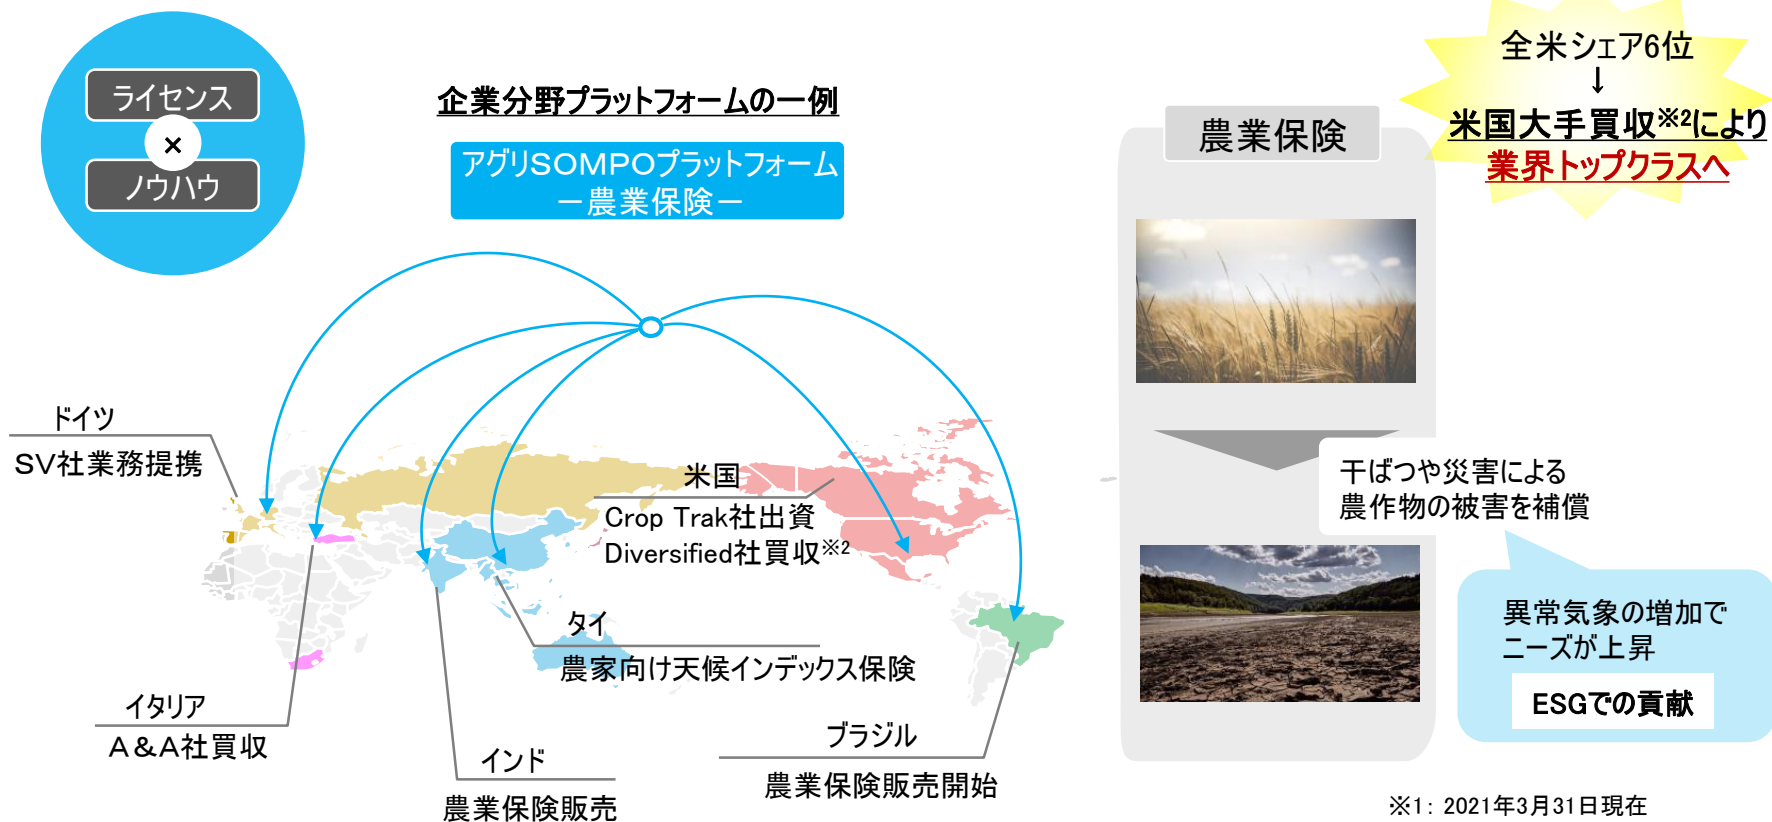 ライセンス
×
ノウハウ
企業分野プラットフォームの一例
アグリSOMPOプラットフォーム
－農業保険－
ドイツ
SV社業務提携
米国
Crop Trak社出資
Diversified社買収※2
タイ
農家向け天候インデックス保険
イタリア
A&A社買収
インド
農業保険販売
ブラジル
農業保険販売開始
農業保険
全米シェア6位
↓
米国大手買収※2により
業界トップクラスへ
干ばつや災害による
農作物の被害を補償
異常気象の増加で
ニーズが上昇
ESGでの貢献
※1：2021年3月31日現在